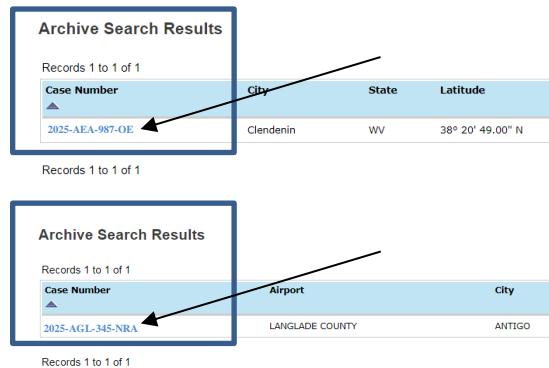 Archive Search Results
Records 1 to 1 of 1
Case Number City State Latitude
2025-AEA-987-OE Clendenin WV 38° 20' 49.00" N
Records 1 to 1 of 1
Archive Search Results
Records 1 to 1 of 1
Case Number Airport City
2025-AGL-345-NRA LANGLADE COUNTY ANTIGO
Records 1 to 1 of 1